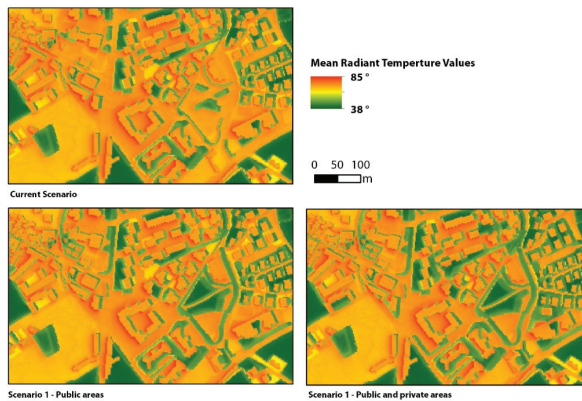 Mean Radiant Temperture Values
85 °
38 °
0 50 100
m
Current Scenario
Scenario 1 - Public areas
Scenario 1 - Public and private areas